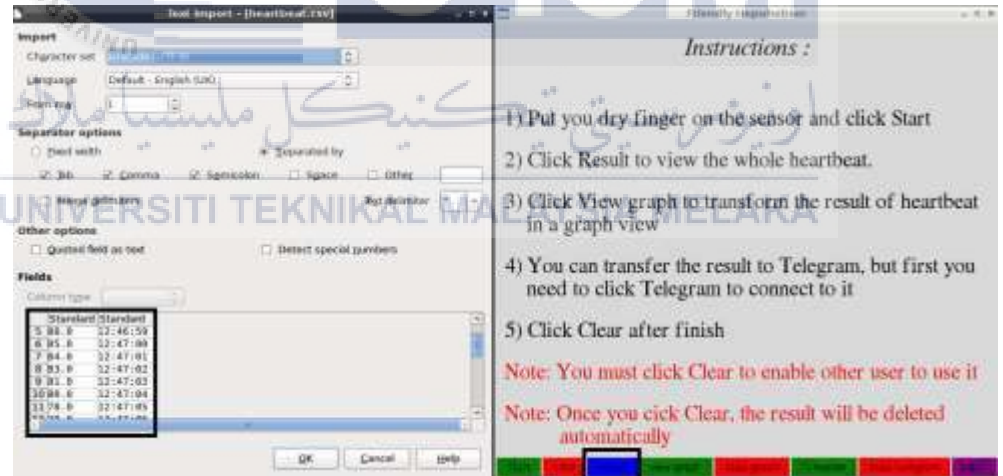 Text Import - [heartbeat.csv]
Import
Character set
Language Default - English (UK)
From row 1
Separator options
Fixed width Separated by
Tab Comma Semicolon Space Other
Merge delimiters Text delimiter
Other options
Quoted field as text Detect special numbers
Fields
Column type
Standard Standard
5 88.0 12:46:59
6 85.0 12:47:00
7 84.0 12:47:01
8 83.0 12:47:02
9 81.0 12:47:03
12:47:04
11 12:47:05
OK Cancel Help
Instructions :
1) Put you dry finger on the sensor and click Start
2) Click Result to view the whole heartbeat.
3) Click View graph to transform the result of heartbeat
in a graph view
4) You can transfer the result to Telegram, but first you
need to click Telegram to connect to it
5) Click Clear after finish
Note: You must click Clear to enable other user to use it
Note: Once you cick Clear, the result will be deleted
automatically
اونيورسيتي تيكنيكل مليسيا ملاك
UNIVERSITI TEKNIKAL MALAYSIA MELAKA